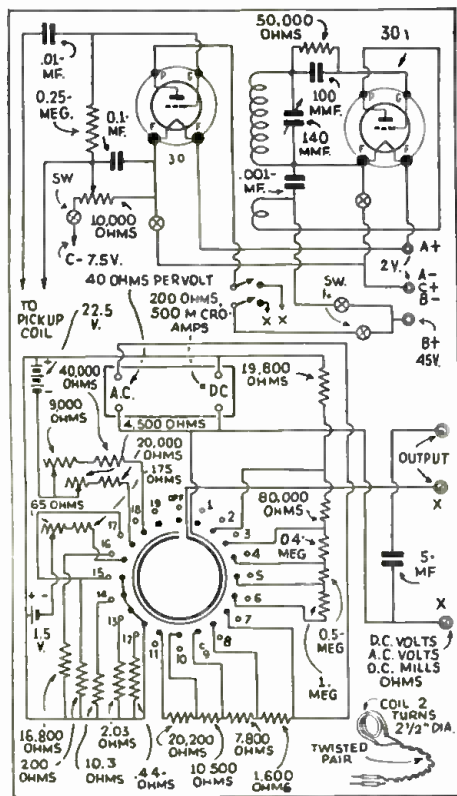 50,000
OHMS
30
.01-
MF.
0.25-
MEG.
0.1-
MF.
P
G
F
F
30
100
MMF.
140
MMF.
.001-
MF.
P
G
F
F
SW
10,000
OHMS
C- 7.5V.
A+
2V.
A-
C+
B-
B+
45V.
SW.
TO
PICKUP
COIL
22.5
V.
40 OHMS PER VOLT
200 OHMS,
500 MICRO-
AMPS
X X
A.C.
DC
19,800
OHMS
40,000
OHMS
9,000
OHMS
4,500 OHMS
20,000
OHMS
175
OHMS
65 OHMS
80,000
OHMS
0.4
MEG
0.5-
MEG
1.
MEG
OUTPUT
X
5-
MF
X
D.C. VOLTS
A.C. VOLTS
D.C. MILLS
OHMS
OFF
1
2
3
4
5
6
7
8
9
10
11
12
13
14
15
16
17
18
19
+ -
1.5
V.
16,800
OHMS
200
OHMS
10.3
OHMS
2.03
OHMS
.44-
OHMS
20,200
OHMS
10,500
OHMS
7,800
OHMS
1,600
OHMS
COIL 2
TURNS
2 1/2" DIA.
TWISTED
PAIR